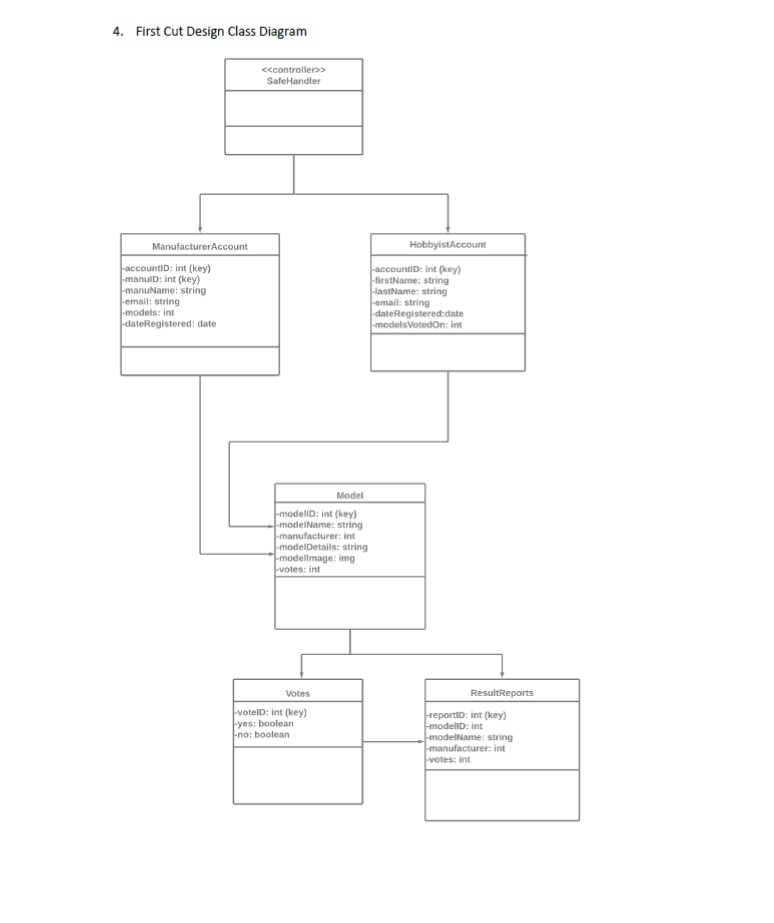 4. First Cut Design Class Diagram
<<controller>>
SafeHandler
ManufacturerAccount
-accountID: int (key)
-manuID: int (key)
-manuName: string
-email: string
-models: int
-dateRegistered: date
HobbyistAccount
-accountID: int (key)
-firstName: string
-lastName: string
-email: string
-dateRegistered:date
-modelsVotedOn: int
Model
-modelID: int (key)
-modelName: string
-manufacturer: int
-modelDetails: string
-modelImage: img
-votes: int
Votes
-voteID: int (key)
-yes: boolean
-no: boolean
ResultReports
-reportID: int (key)
-modelID: int
-modelName: string
-manufacturer: int
-votes: int